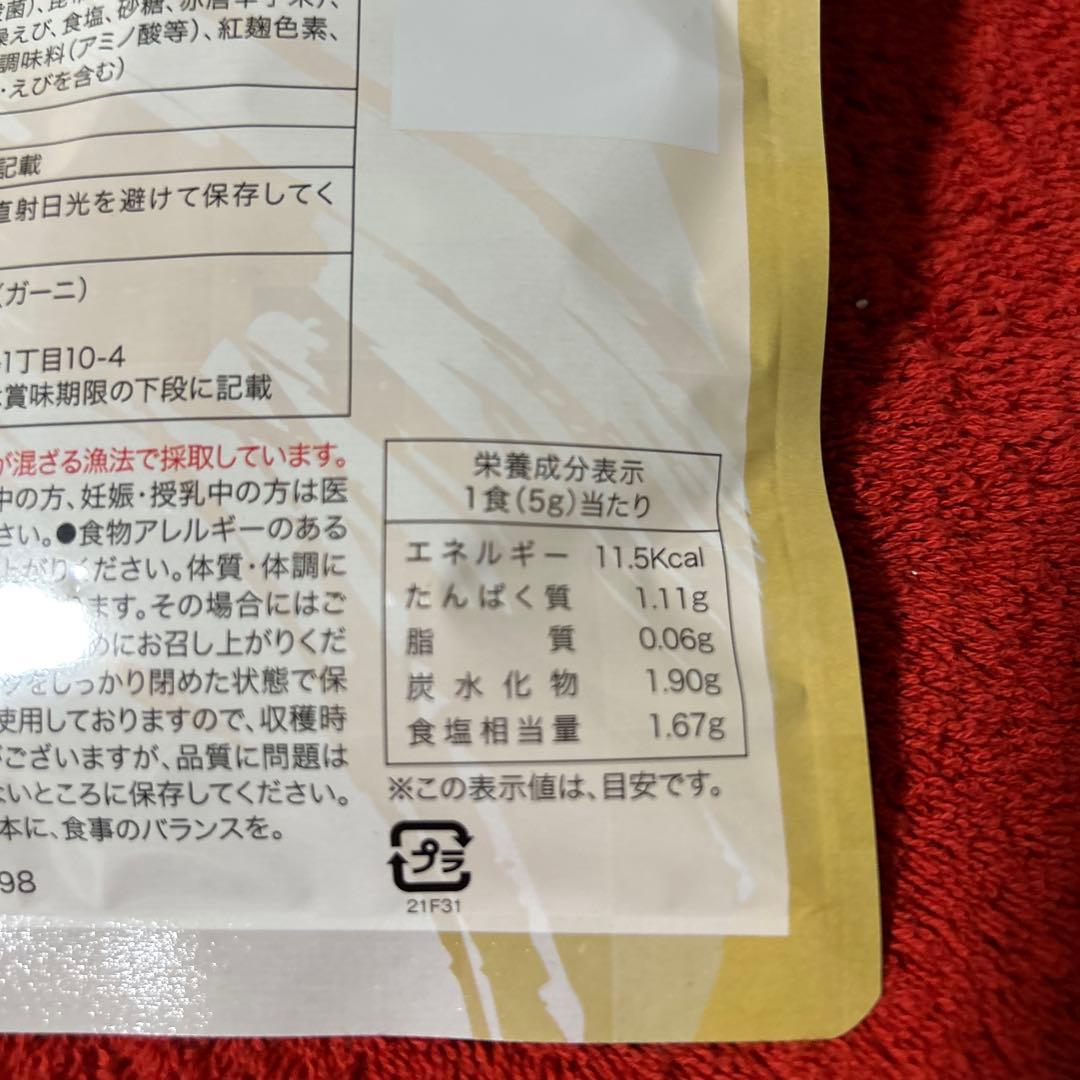 菌)、昆布
燥えび、食塩、砂糖、赤唐辛子末)、
調味料(アミノ酸等)、紅麹色素、
・えびを含む)
記載
直射日光を避けて保存してく
(ガーニ)
1丁目10-4
賞味期限の下段に記載
が混ざる漁法で採取しています。
中の方、妊娠・授乳中の方は医
さい。●食物アレルギーのある
上がりください。体質・体調に
ます。その場合にはご
めにお召し上がりくだ
をしっかり閉めた状態で保
使用しておりますので、収穫時
がございますが、品質に問題は
ないところに保存してください。
本に、食事のバランスを。
98
栄養成分表示
1食(5g)当たり
エネルギー 11.5Kcal
たんぱく質 1.11g
脂質 0.06g
炭水化物 1.90g
食塩相当量 1.67g
※この表示値は、目安です。
プラ
21F31